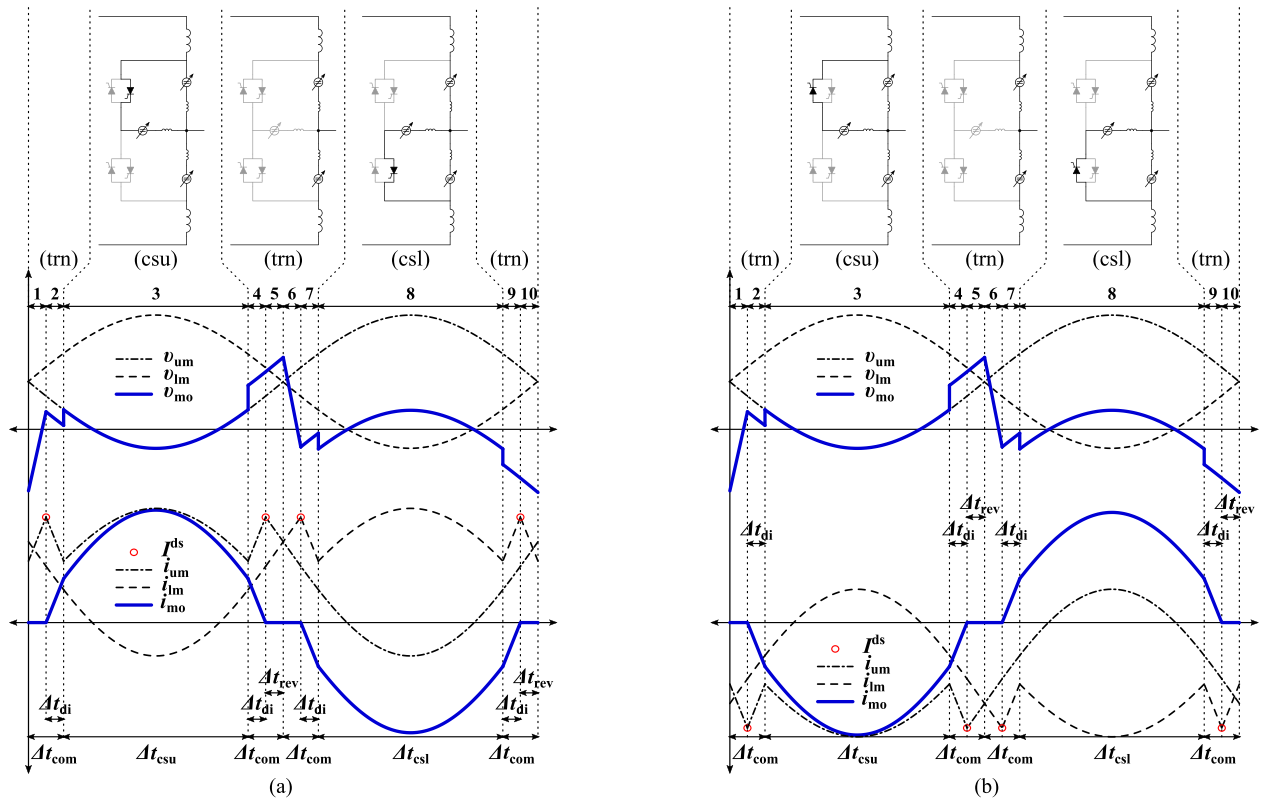 (trn) (csu) (trn) (csl) (trn)
1 2 3 4 5 6 7 8 9 10
v_um
v_lm
v_mo
I^ds
i_um
i_lm
i_mo
Δt_rev Δt_rev
Δt_di Δt_di Δt_di Δt_di
Δt_com Δt_csu Δt_com Δt_com Δt_csl Δt_com
(a)
(trn) (csu) (trn) (csl) (trn)
1 2 3 4 5 6 7 8 9 10
v_um
v_lm
v_mo
Δt_rev Δt_rev
Δt_di Δt_di Δt_di Δt_di
I^ds
i_um
i_lm
i_mo
Δt_com Δt_csu Δt_com Δt_com Δt_csl Δt_com
(b)